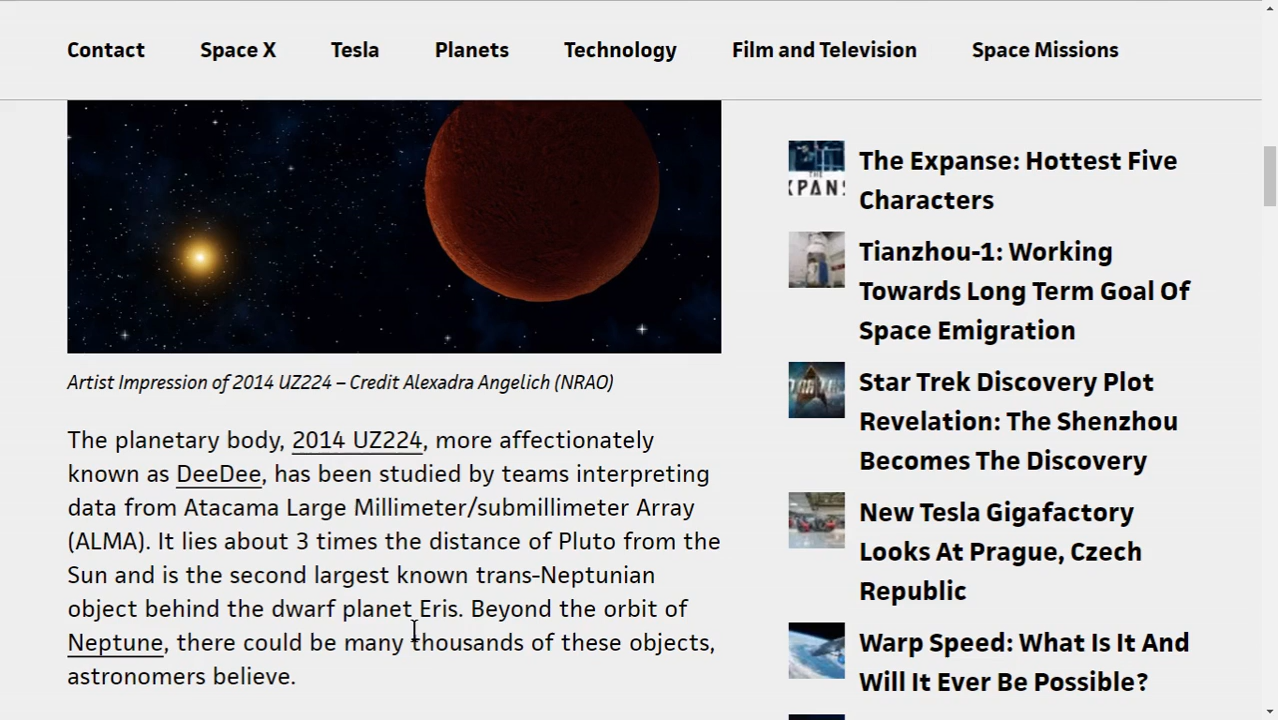 Contact Space X Tesla Planets Technology Film and Television Space Missions
Artist Impression of 2014 UZ224 – Credit Alexadra Angelich (NRAO)
The planetary body, 2014 UZ224, more affectionately
known as DeeDee, has been studied by teams interpreting
data from Atacama Large Millimeter/submillimeter Array
(ALMA). It lies about 3 times the distance of Pluto from the
Sun and is the second largest known trans-Neptunian
object behind the dwarf planet Eris. Beyond the orbit of
Neptune, there could be many thousands of these objects,
astronomers believe.
The Expanse: Hottest Five
Characters
Tianzhou-1: Working
Towards Long Term Goal Of
Space Emigration
Star Trek Discovery Plot
Revelation: The Shenzhou
Becomes The Discovery
New Tesla Gigafactory
Looks At Prague, Czech
Republic
Warp Speed: What Is It And
Will It Ever Be Possible?